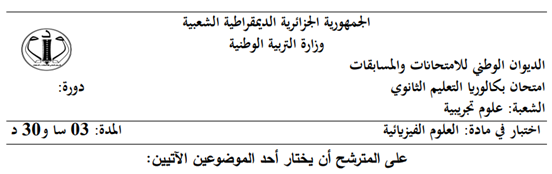 الجمهورية الجزائرية الديمقراطية الشعبية
وزارة التربية الوطنية
الديوان الوطني للامتحانات والمسابقات
امتحان بكالوريا التعليم الثانوي دورة:
الشعبة: علوم تجريبية
اختبار في مادة: العلوم الفيزيائية المدة: 03 سا و30 د
على المترشح أن يختار أحد الموضوعين الآتيين: